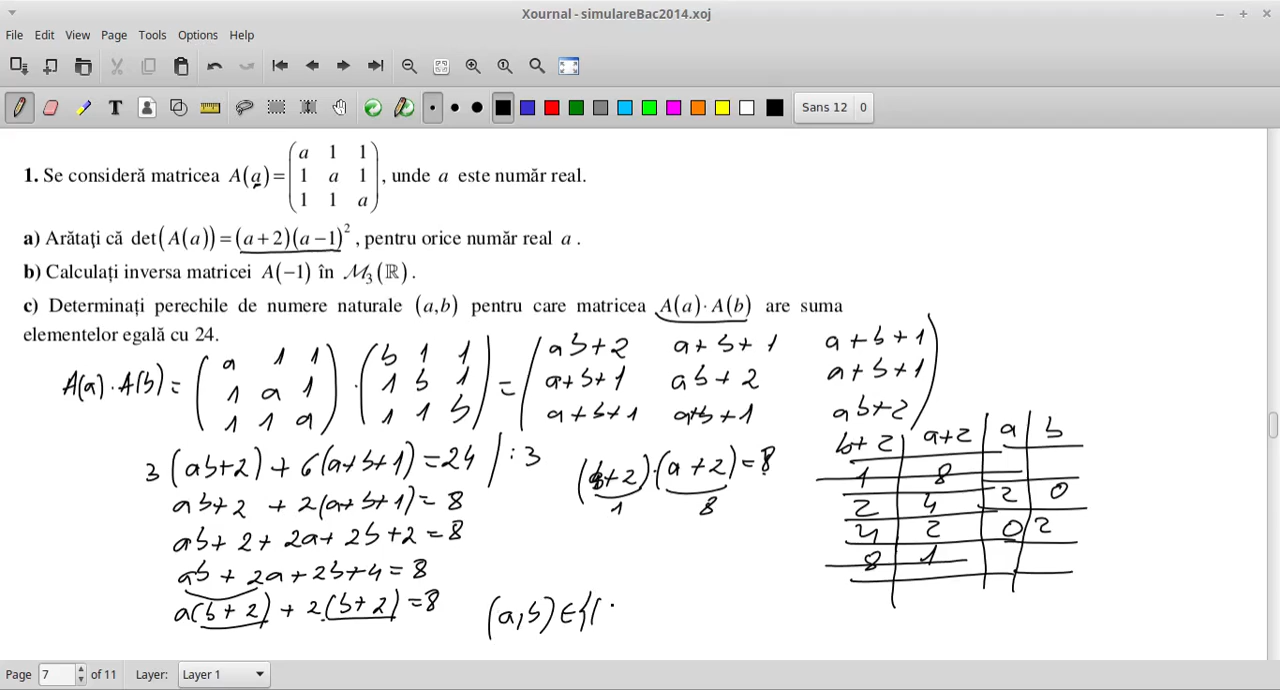 Xournal - simulareBac2014.xoj
File Edit View Page Tools Options Help
Sans 12 0
1. Se consideră matricea A(a) = (a 1 1; 1 a 1; 1 1 a), unde a este număr real.
a) Arătați că det(A(a)) = (a+2)(a−1)², pentru orice număr real a.
b) Calculați inversa matricei A(−1) în M₃(ℝ).
c) Determinați perechile de numere naturale (a,b) pentru care matricea A(a)·A(b) are suma
elementelor egală cu 24.
A(a)·A(b) = (a 1 1; 1 a 1; 1 1 a) · (b 1 1; 1 b 1; 1 1 b) = (ab+2 a+b+1 a+b+1; a+b+1 ab+2 a+b+1; a+b+1 a+b+1 ab+2)
3(ab+2) + 6(a+b+1) = 24 | :3
ab+2 + 2(a+b+1) = 8
ab+2+2a+2b+2 = 8
ab+2a+2b+4 = 8
a(b+2) + 2(b+2) = 8
(b+2)·(a+2) = 8
1 8
b+2 a+2 a b
1 8
2 4 2 0
4 2 0 2
8 1
(a,b) ∈ {(
Page 7 of 11 Layer: Layer 1